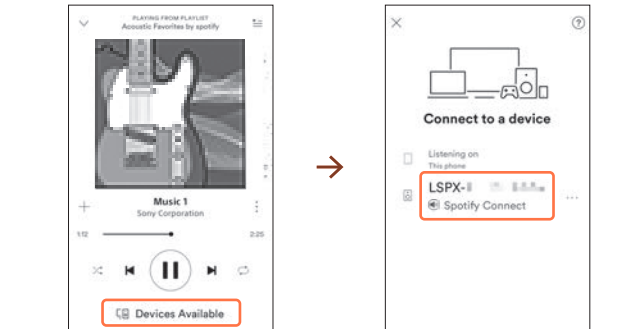 PLAYING FROM PLAYLIST
Acoustic Favorites by spotify
Music 1
Sony Corporation
1:12
2:25
Devices Available
?
Connect to a device
Listening on
This phone
LSPX-
Spotify Connect